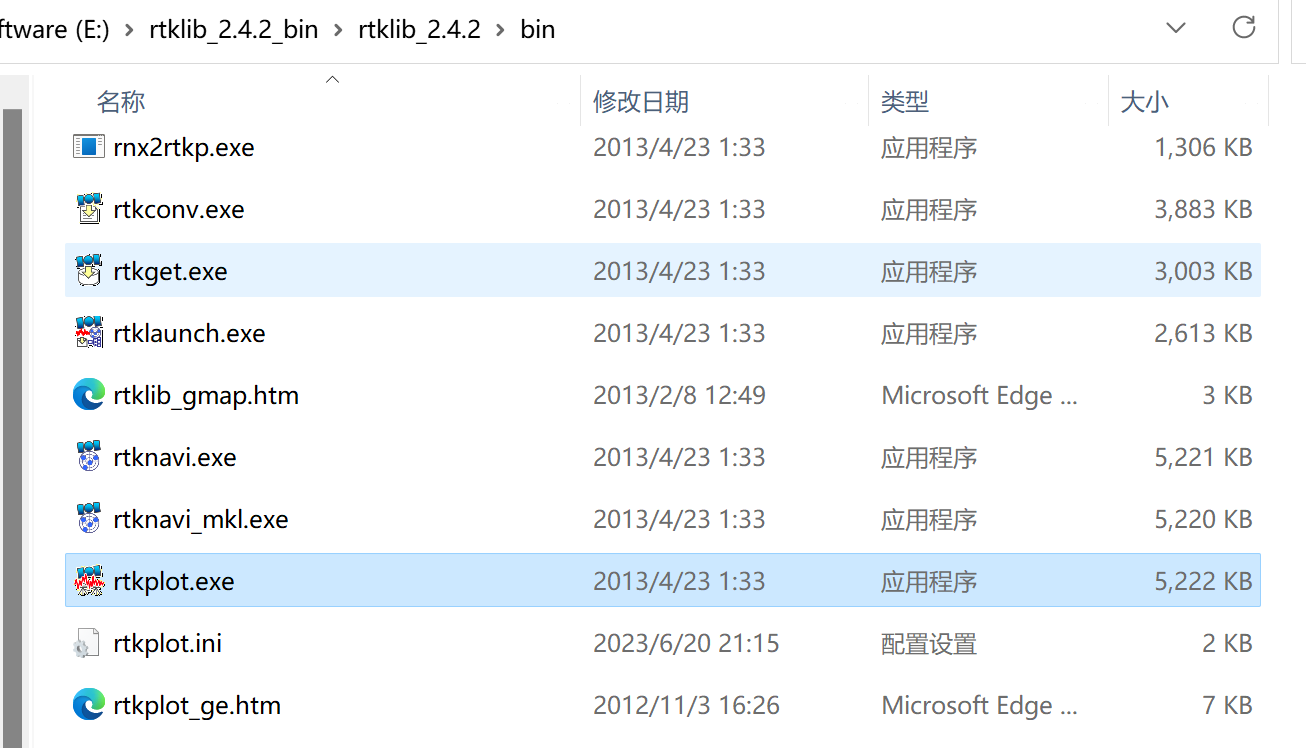 ftware (E:) › rtklib_2.4.2_bin › rtklib_2.4.2 › bin
名称 修改日期 类型 大小
rnx2rtkp.exe 2013/4/23 1:33 应用程序 1,306 KB
rtkconv.exe 2013/4/23 1:33 应用程序 3,883 KB
rtkget.exe 2013/4/23 1:33 应用程序 3,003 KB
rtklaunch.exe 2013/4/23 1:33 应用程序 2,613 KB
rtklib_gmap.htm 2013/2/8 12:49 Microsoft Edge ... 3 KB
rtknavi.exe 2013/4/23 1:33 应用程序 5,221 KB
rtknavi_mkl.exe 2013/4/23 1:33 应用程序 5,220 KB
rtkplot.exe 2013/4/23 1:33 应用程序 5,222 KB
rtkplot.ini 2023/6/20 21:15 配置设置 2 KB
rtkplot_ge.htm 2012/11/3 16:26 Microsoft Edge ... 7 KB